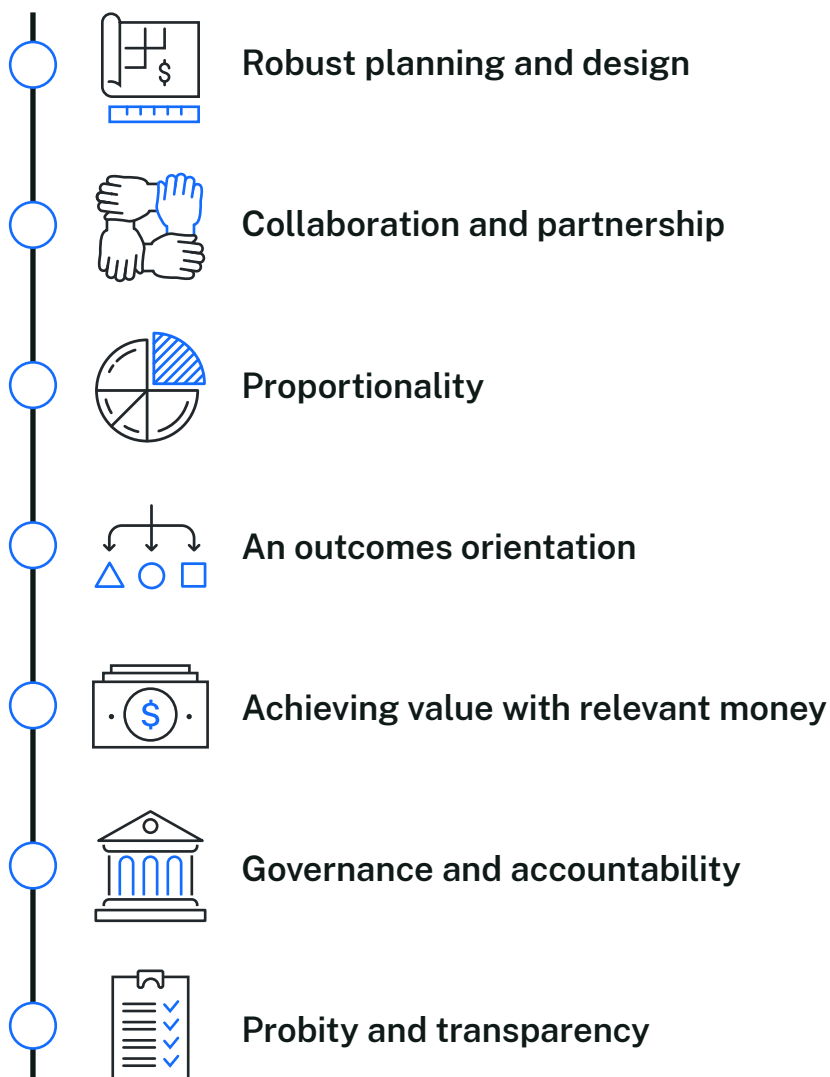 $
Robust planning and design
Collaboration and partnership
Proportionality
An outcomes orientation
$
Achieving value with relevant money
Governance and accountability
Probity and transparency